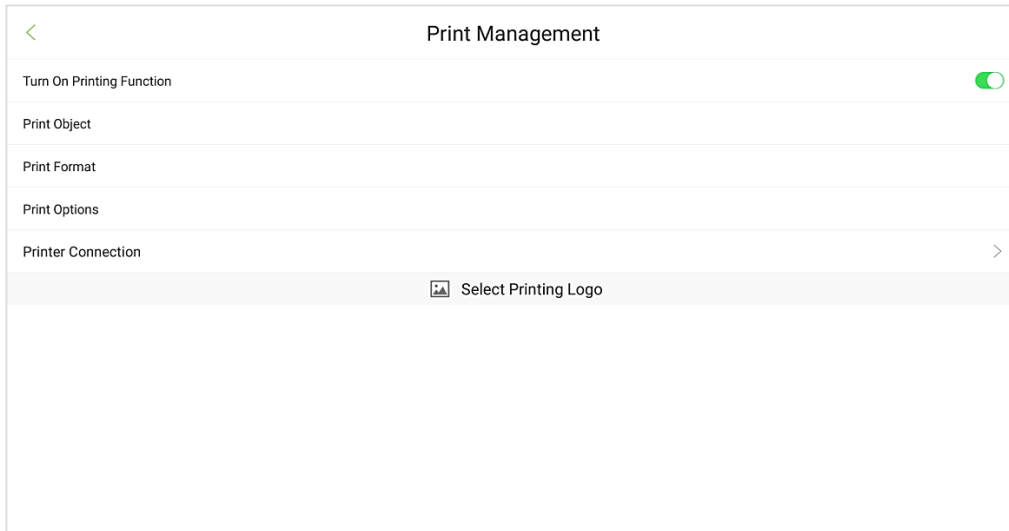 Print Management
Turn On Printing Function
Print Object
Print Format
Print Options
Printer Connection
Select Printing Logo